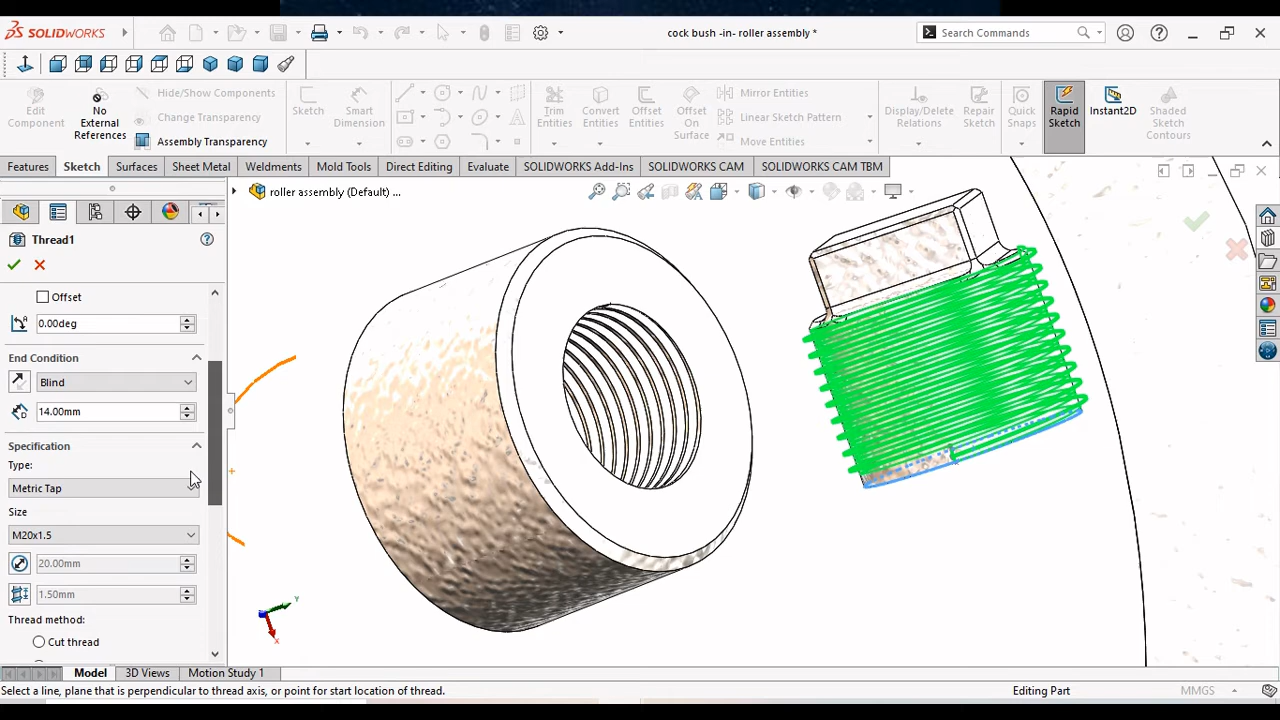 SOLIDWORKS
cock bush -in- roller assembly *
Search Commands
Edit Component
No External References
Hide/Show Components
Change Transparency
Assembly Transparency
Sketch
Smart Dimension
Trim Entities
Convert Entities
Offset Entities
Offset On Surface
Mirror Entities
Linear Sketch Pattern
Move Entities
Display/Delete Relations
Repair Sketch
Quick Snaps
Rapid Sketch
Instant2D
Shaded Sketch Contours
Features
Sketch
Surfaces
Sheet Metal
Weldments
Mold Tools
Direct Editing
Evaluate
SOLIDWORKS Add-Ins
SOLIDWORKS CAM
SOLIDWORKS CAM TBM
roller assembly (Default) ...
Thread1
Offset
0.00deg
End Condition
Blind
14.00mm
Specification
Type:
Metric Tap
Size
M20x1.5
20.00mm
1.50mm
Thread method:
Cut thread
Y
X
Model
3D Views
Motion Study 1
Select a line, plane that is perpendicular to thread axis, or point for start location of thread.
Editing Part
MMGS